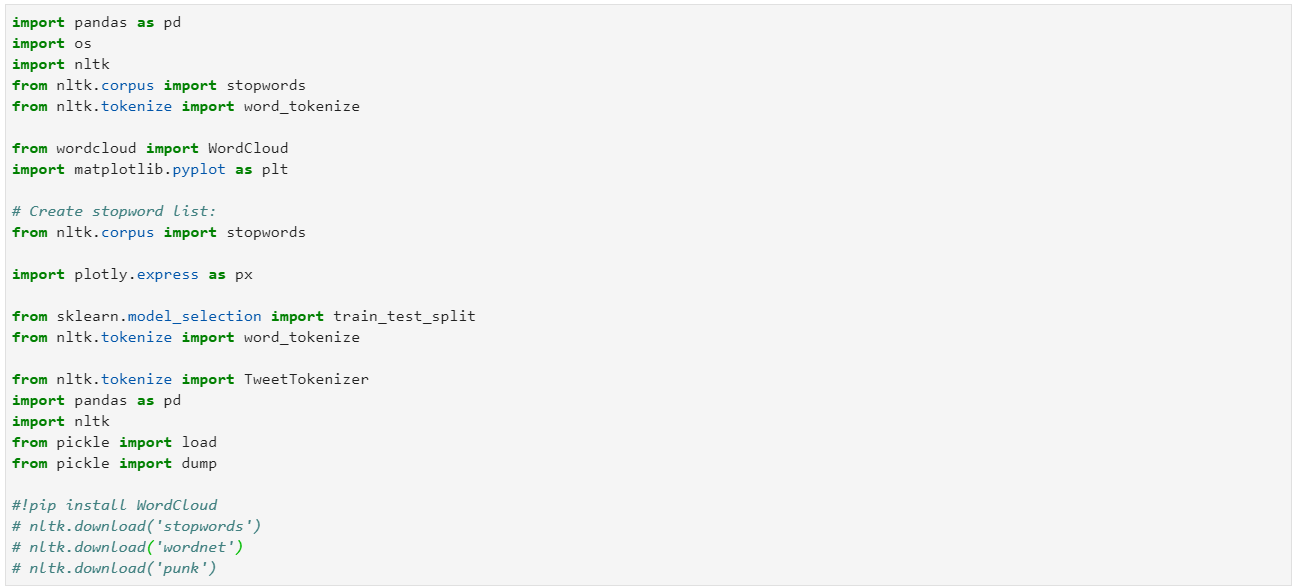 import pandas as pd
import os
import nltk
from nltk.corpus import stopwords
from nltk.tokenize import word_tokenize
from wordcloud import WordCloud
import matplotlib.pyplot as plt
# Create stopword list:
from nltk.corpus import stopwords
import plotly.express as px
from sklearn.model_selection import train_test_split
from nltk.tokenize import word_tokenize
from nltk.tokenize import TweetTokenizer
import pandas as pd
import nltk
from pickle import load
from pickle import dump
#!pip install WordCloud
# nltk.download('stopwords')
# nltk.download('wordnet')
# nltk.download('punk')